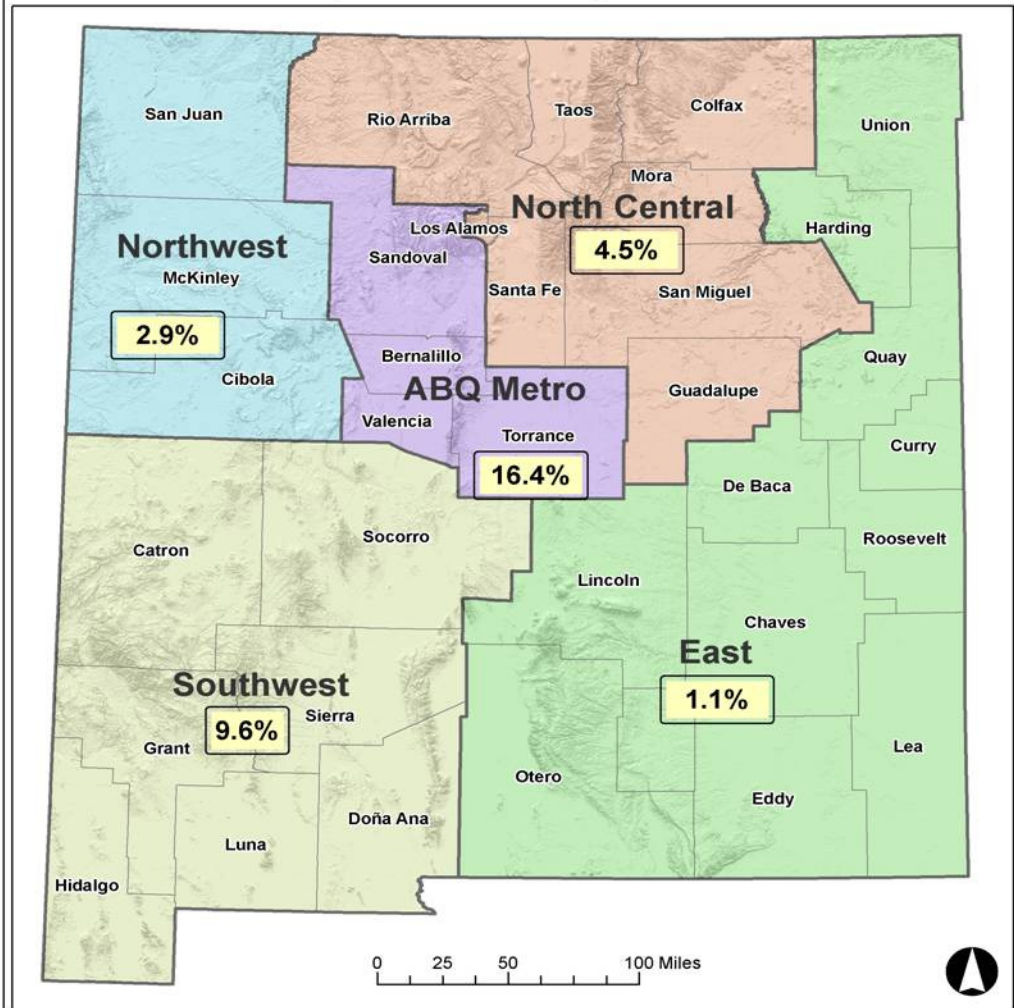 San Juan
Rio Arriba
Taos
Colfax
Union
Mora
North Central
4.5%
Harding
Los Alamos
Northwest
McKinley
2.9%
Sandoval
Santa Fe
San Miguel
Bernalillo
Quay
Cibola
ABQ Metro
Guadalupe
Valencia
Torrance
16.4%
Curry
De Baca
Roosevelt
Catron
Socorro
Lincoln
Chaves
East
1.1%
Southwest
9.6%
Sierra
Grant
Lea
Otero
Eddy
Doña Ana
Luna
Hidalgo
0 25 50 100 Miles